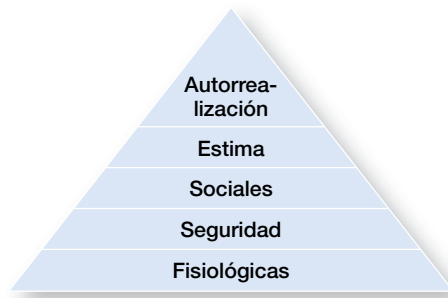 Autorrea-
lización
Estima
Sociales
Seguridad
Fisiológicas